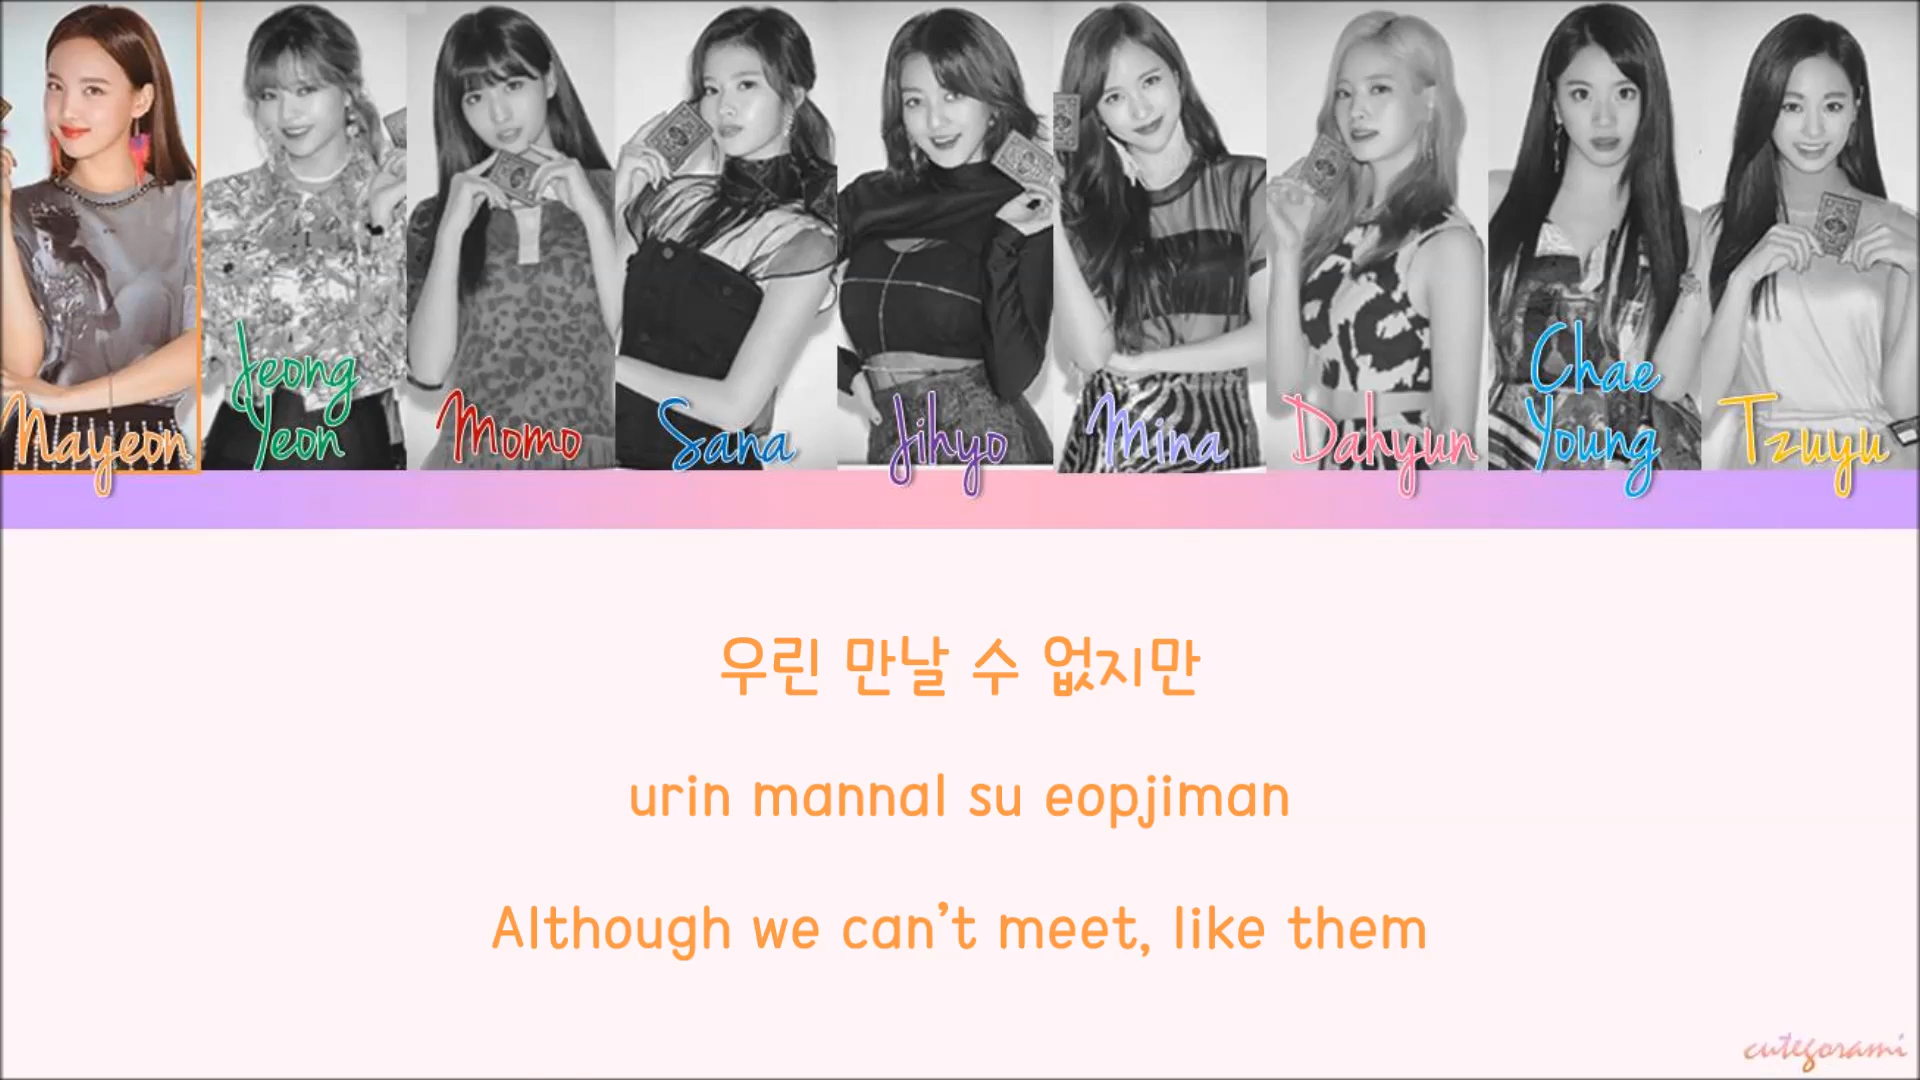 Nayeon
Jeong
Yeon
Momo
Sana
Jihyo
Mina
Dahyun
Chae
Young
Tzuyu
우린 만날 수 없지만
urin mannal su eopjiman
Although we can't meet, like them
cutegorami